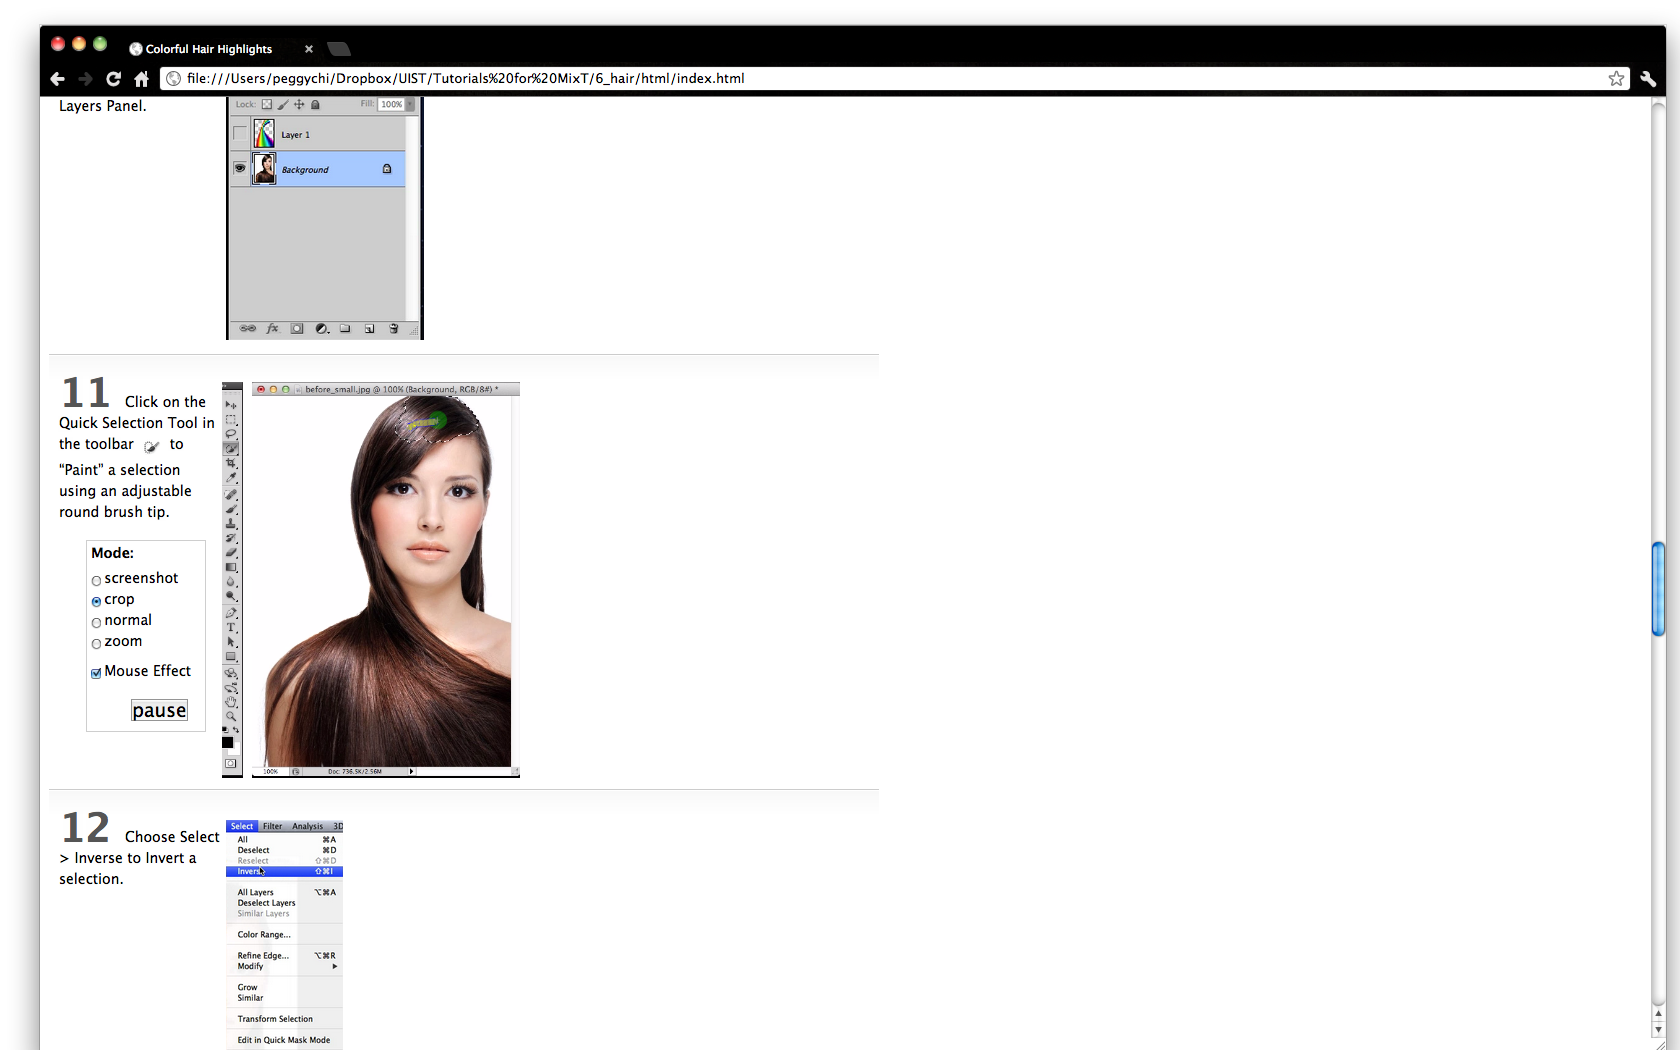 Colorful Hair Highlights
file:///Users/peggychi/Dropbox/UIST/Tutorials%20for%20MixT/6_hair/html/index.html
Layers Panel.
Lock: Fill: 100%
Layer 1
Background
fx
11 Click on the
Quick Selection Tool in
the toolbar to
“Paint” a selection
using an adjustable
round brush tip.
Mode:
screenshot
crop
normal
zoom
Mouse Effect
pause
before_small.jpg @ 100% (Background, RGB/8#) *
T
100% Doc: 736.5K/2.56M
12 Choose Select
> Inverse to Invert a
selection.
Select Filter Analysis 3D
All ⌘A
Deselect ⌘D
Reselect ⇧⌘D
Inverse ⇧⌘I
All Layers ⌥⌘A
Deselect Layers
Similar Layers
Color Range...
Refine Edge... ⌥⌘R
Modify
Grow
Similar
Transform Selection
Edit in Quick Mask Mode